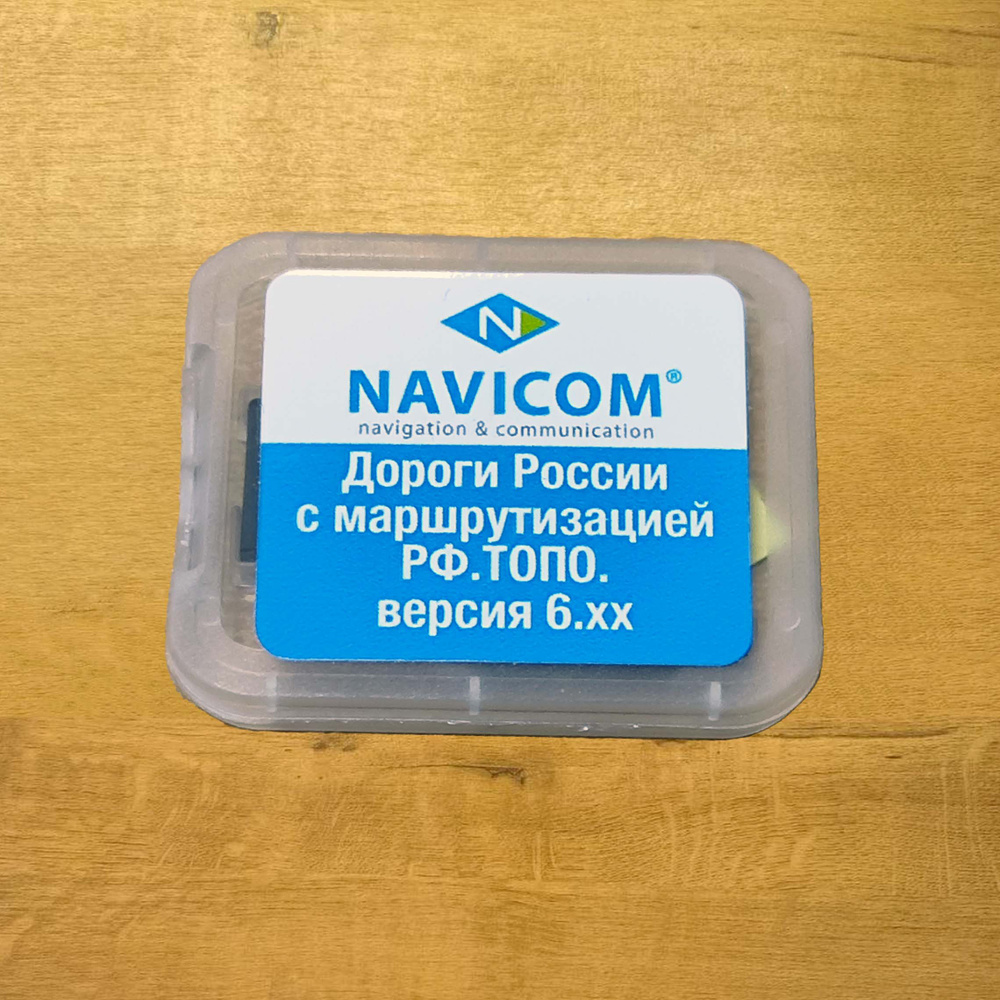 N
NAVICOM®
navigation & communication
Дороги России
с маршрутизацией
РФ.ТОПО.
версия 6.xx